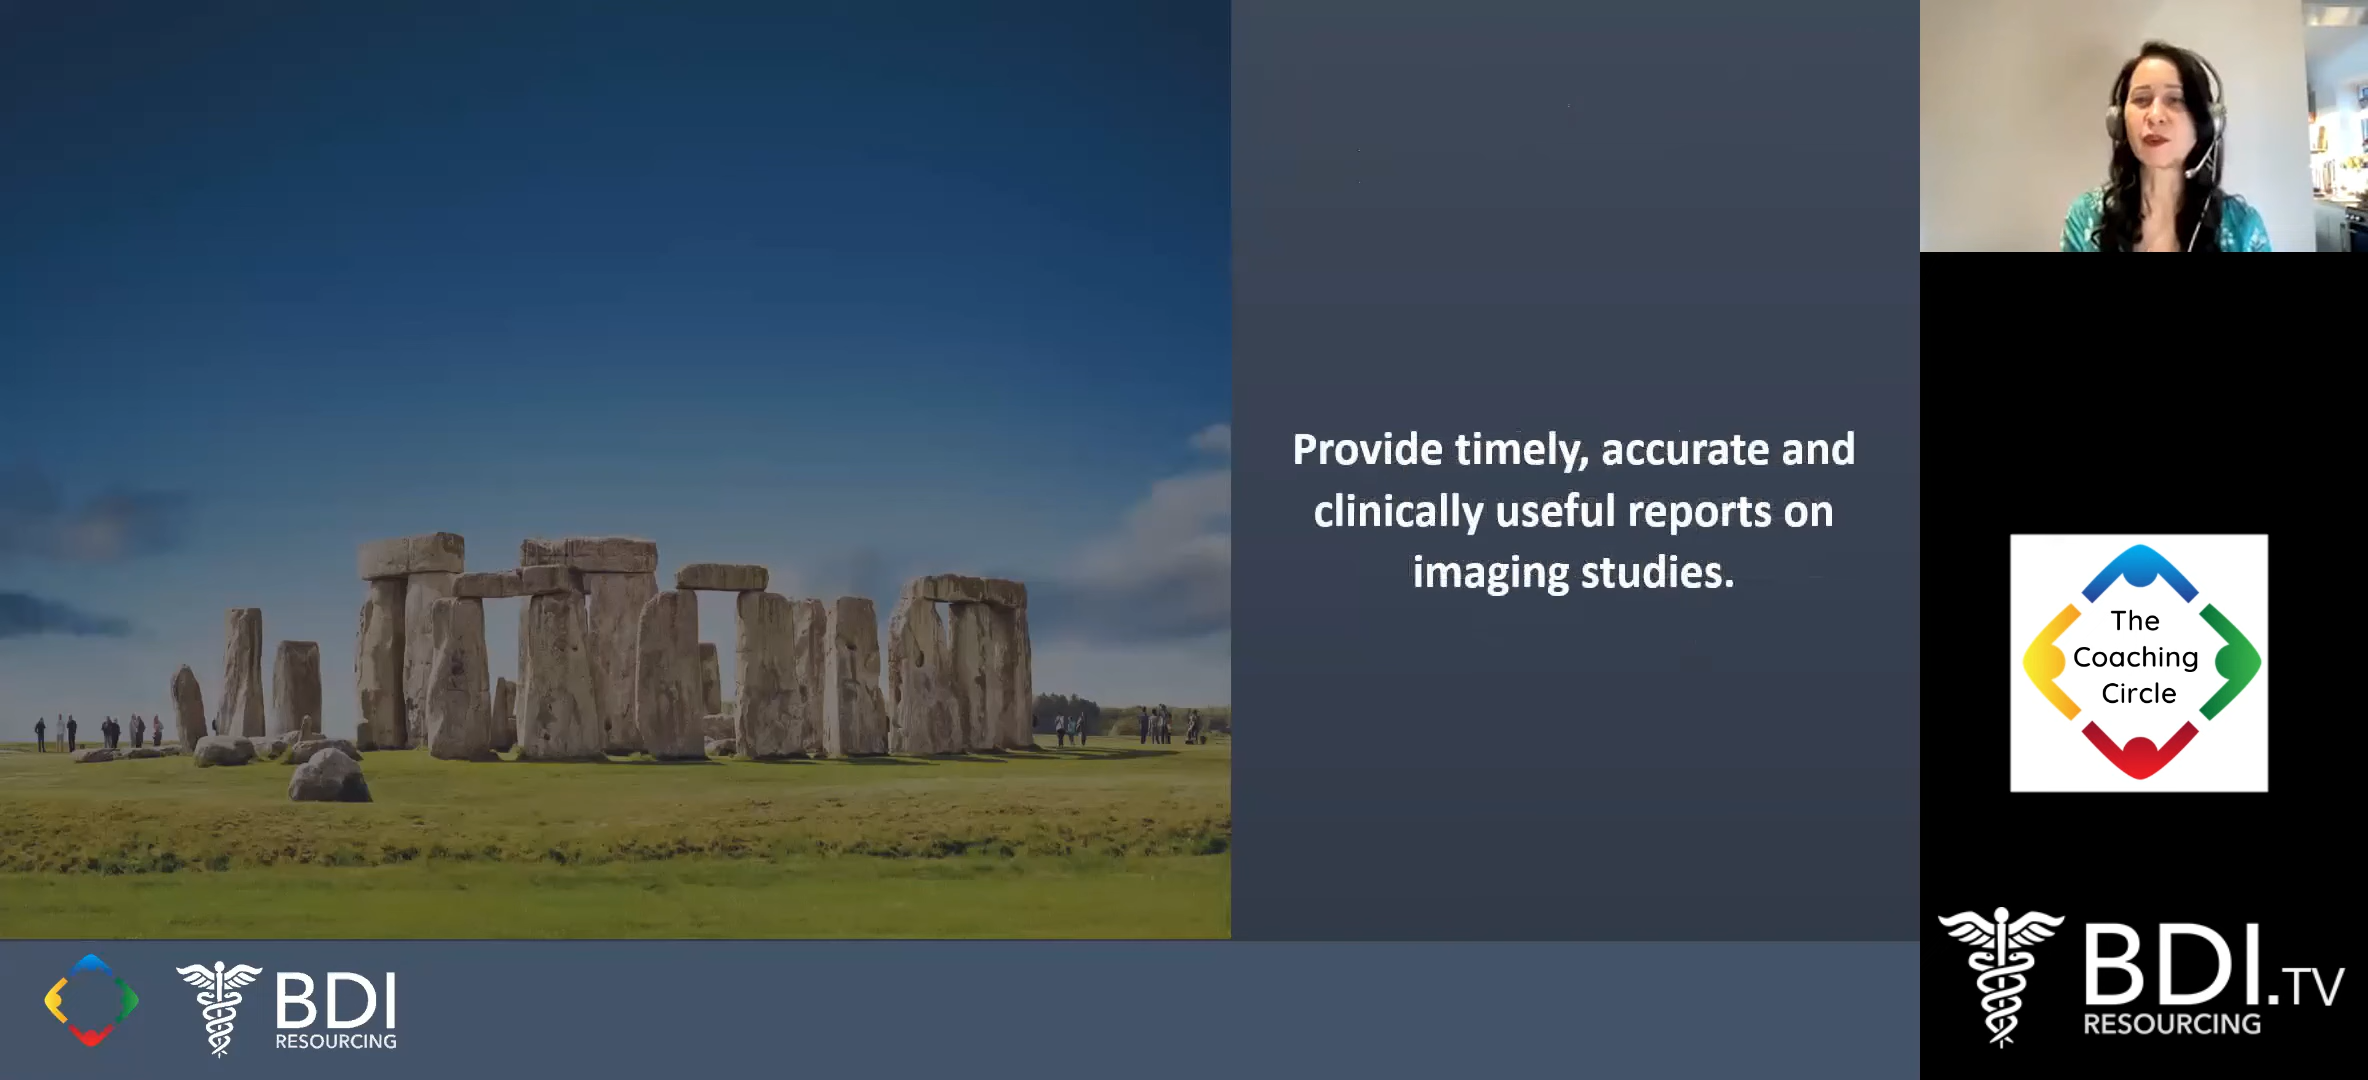 Provide timely, accurate and
clinically useful reports on
imaging studies.
The
Coaching
Circle
BDI
RESOURCING
BDI.TV
RESOURCING